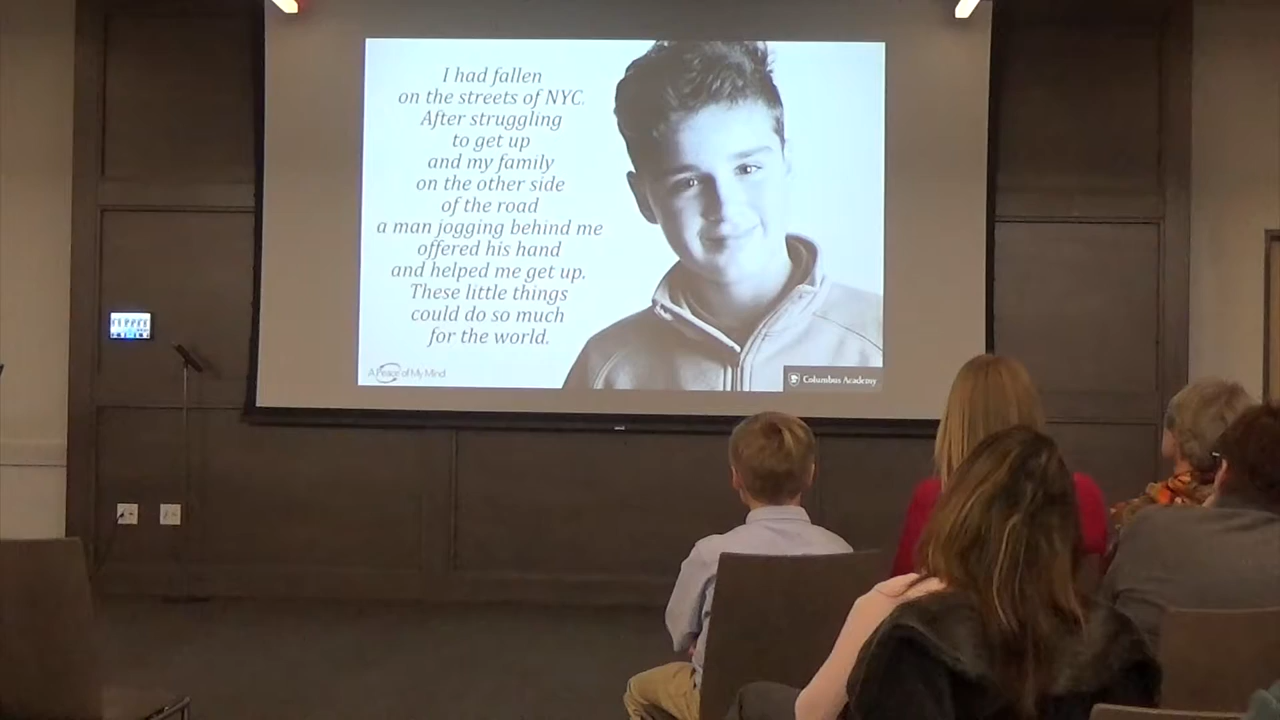 I had fallen
on the streets of NYC.
After struggling
to get up
and my family
on the other side
of the road
a man jogging behind me
offered his hand
and helped me get up.
These little things
could do so much
for the world.
A Peace of My Mind
Columbus Academy